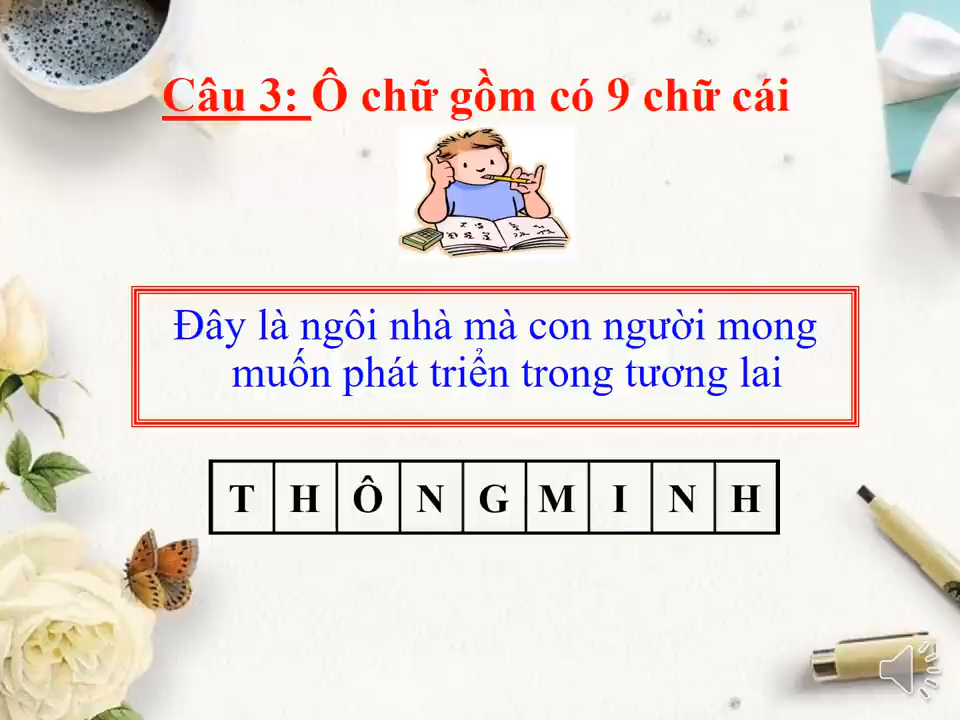 Câu 3: Ô chữ gồm có 9 chữ cái
Đây là ngôi nhà mà con người mong
muốn phát triển trong tương lai
T H Ô N G M I N H